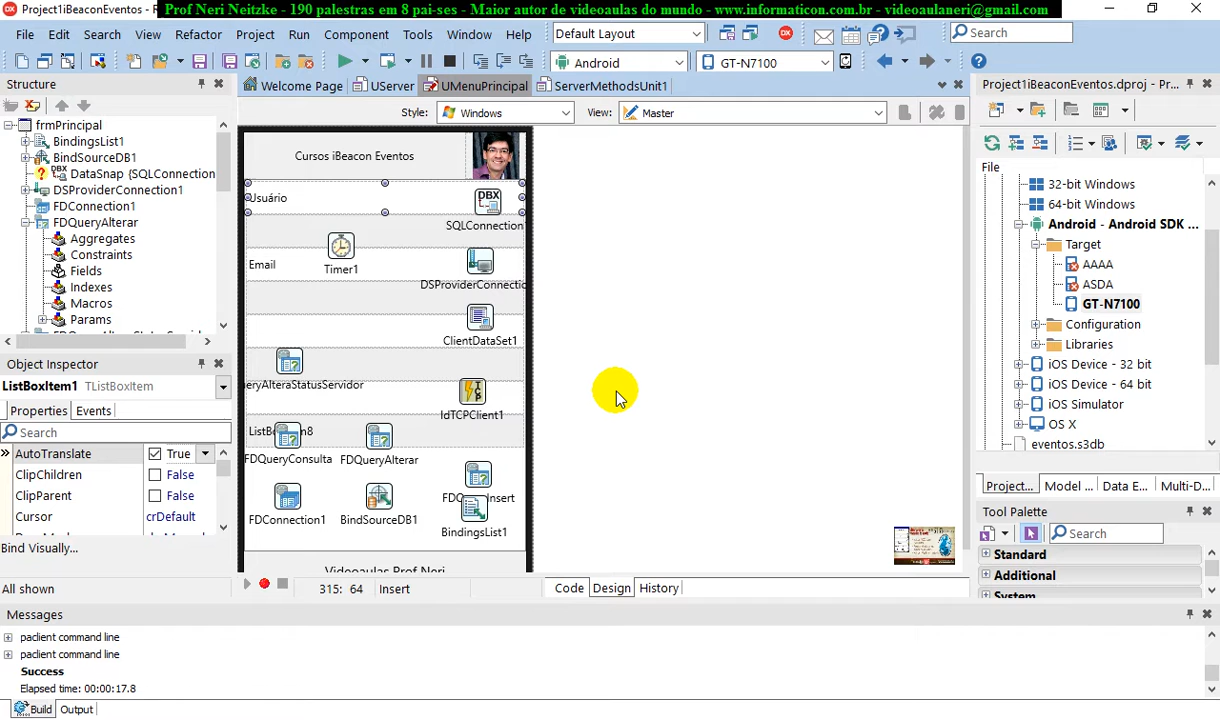 Project1iBeaconEventos - R
Prof Neri Neitzke - 190 palestras em 8 pai-ses - Maior autor de videoaulas do mundo - www.informaticon.com.br - videoaulaneri@gmail.com
File Edit Search View Refactor Project Run Component Tools Window Help
Default Layout
Search
Android
GT-N7100
Structure
Welcome Page
UServer
UMenuPrincipal
ServerMethodsUnit1
Project1iBeaconEventos.dproj - Pr...
Style: Windows
View: Master
frmPrincipal
BindingsList1
BindSourceDB1
DataSnap {SQLConnection
DSProviderConnection1
FDConnection1
FDQueryAlterar
Aggregates
Constraints
Fields
Indexes
Macros
Params
Object Inspector
ListBoxItem1 TListBoxItem
Properties Events
Search
AutoTranslate True
ClipChildren False
ClipParent False
Cursor crDefault
Bind Visually...
All shown
Cursos iBeacon Eventos
Usuário
DBX
SQLConnection
Timer1
Email
DSProviderConnectio
ClientDataSet1
eryAlteraStatusServidor
IdTCPClient1
FDQueryConsulta
FDQueryAlterar
FDConnection1
BindSourceDB1
BindingsList1
Videoaulas Prof Neri
315: 64 Insert
Code Design History
File
32-bit Windows
64-bit Windows
Android - Android SDK ...
Target
AAAA
ASDA
GT-N7100
Configuration
Libraries
iOS Device - 32 bit
iOS Device - 64 bit
iOS Simulator
OS X
eventos.s3db
Project... Model ... Data E... Multi-D...
Tool Palette
Search
Standard
Additional
System
Messages
paclient command line
paclient command line
Success
Elapsed time: 00:00:17.8
Build Output